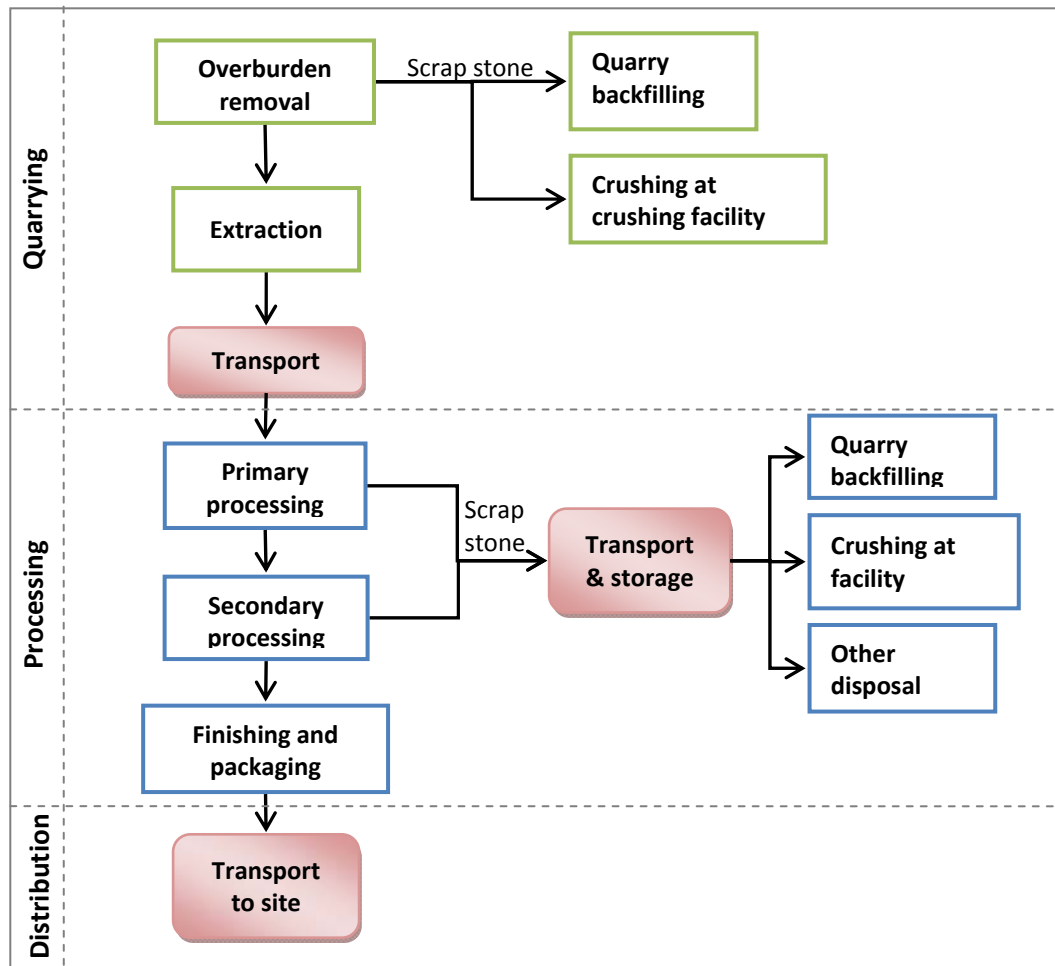 Quarrying
Overburden
removal
Scrap stone
Quarry
backfilling
Crushing at
crushing facility
Extraction
Transport
Processing
Primary
processing
Scrap
stone
Transport
& storage
Quarry
backfilling
Crushing at
facility
Secondary
processing
Other
disposal
Finishing and
packaging
Distribution
Transport
to site